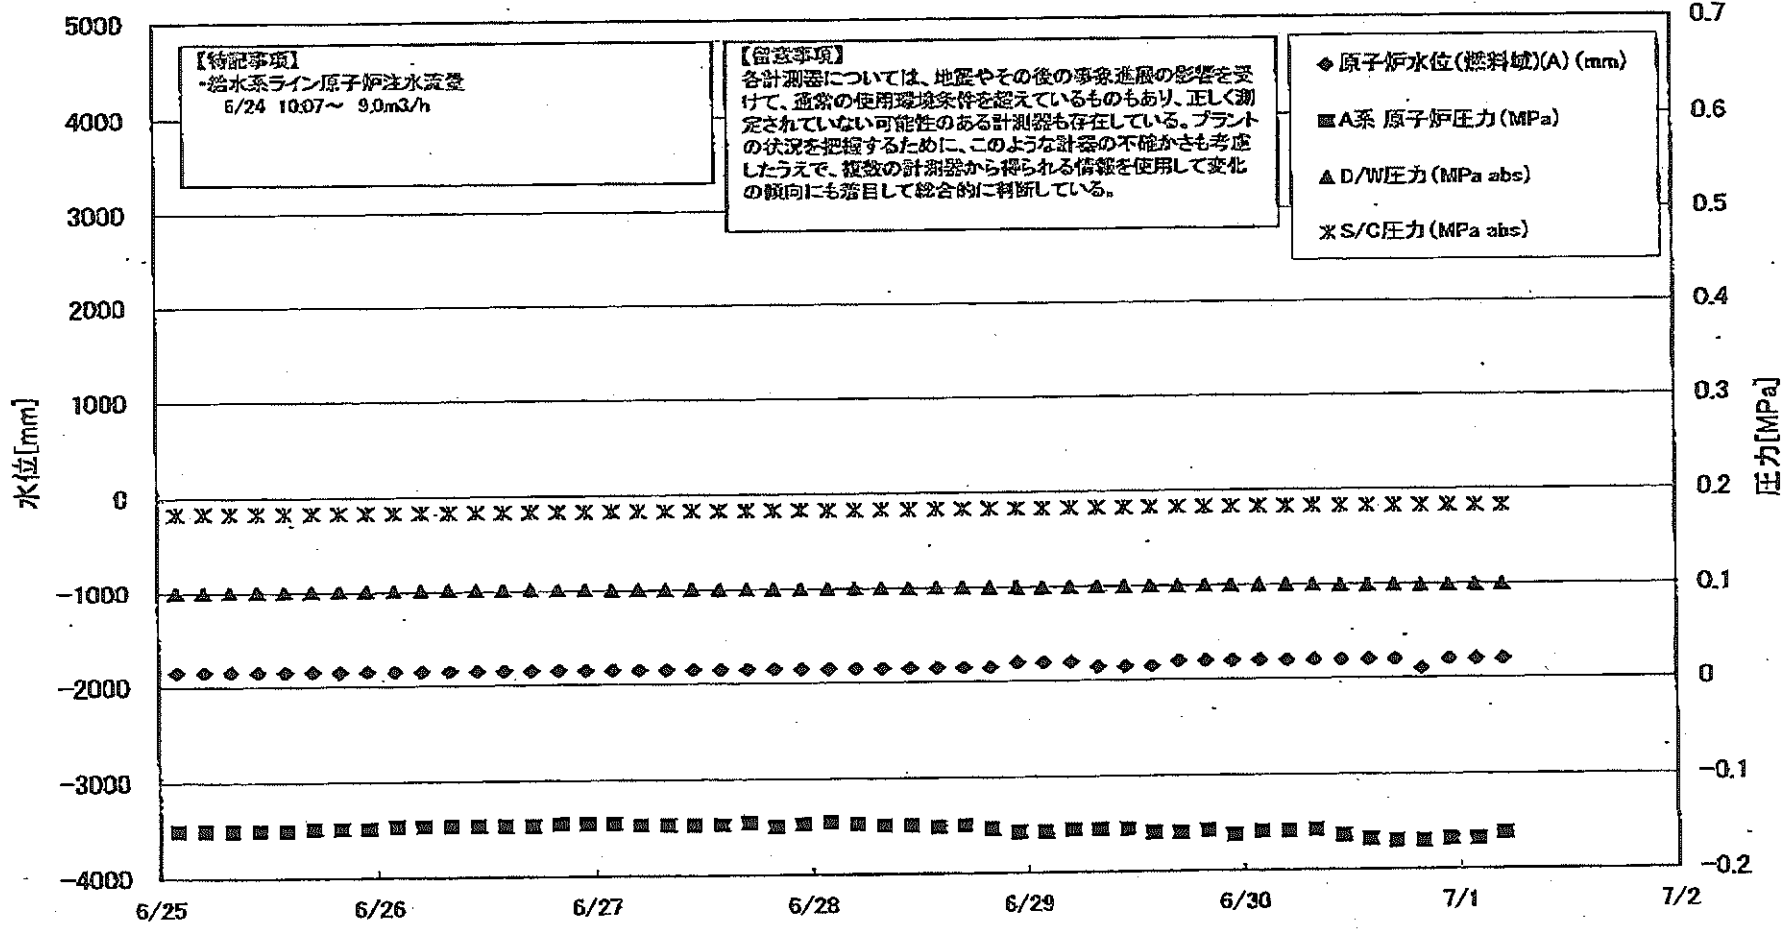 5000
4000
3000
2000
1000
0
-1000
-2000
-3000
-4000
水位[mm]
【特記事項】
・給水系ライン原子炉注水流量
6/24 10:07～ 9.0m3/h
【留意事項】
各計測器については、地震やその後の事象進展の影響を受
けて、通常の使用環境条件を超えているものもあり、正しく測
定されていない可能性のある計測器も存在している。プラント
の状況を把握するために、このような計器の不確かさも考慮
したうえで、複数の計測器から得られる情報を使用して変化
の傾向にも着目して総合的に判断している。
原子炉水位(燃料域)(A) (mm)
A系 原子炉圧力(MPa)
D/W圧力(MPa abs)
S/C圧力(MPa abs)
0.7
0.6
0.5
0.4
0.3
0.2
0.1
0
-0.1
-0.2
圧力[MPa]
6/25
6/26
6/27
6/28
6/29
6/30
7/1
7/2